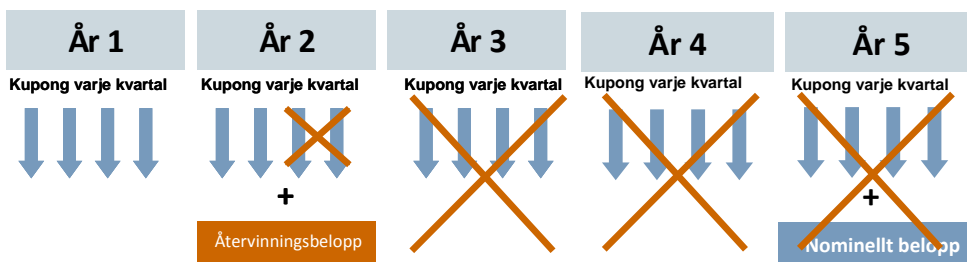 År 1
Kupong varje kvartal
År 2
Kupong varje kvartal
+
Återvinningsbelopp
År 3
Kupong varje kvartal
År 4
Kupong varje kvartal
År 5
Kupong varje kvartal
+
Nominellt belopp